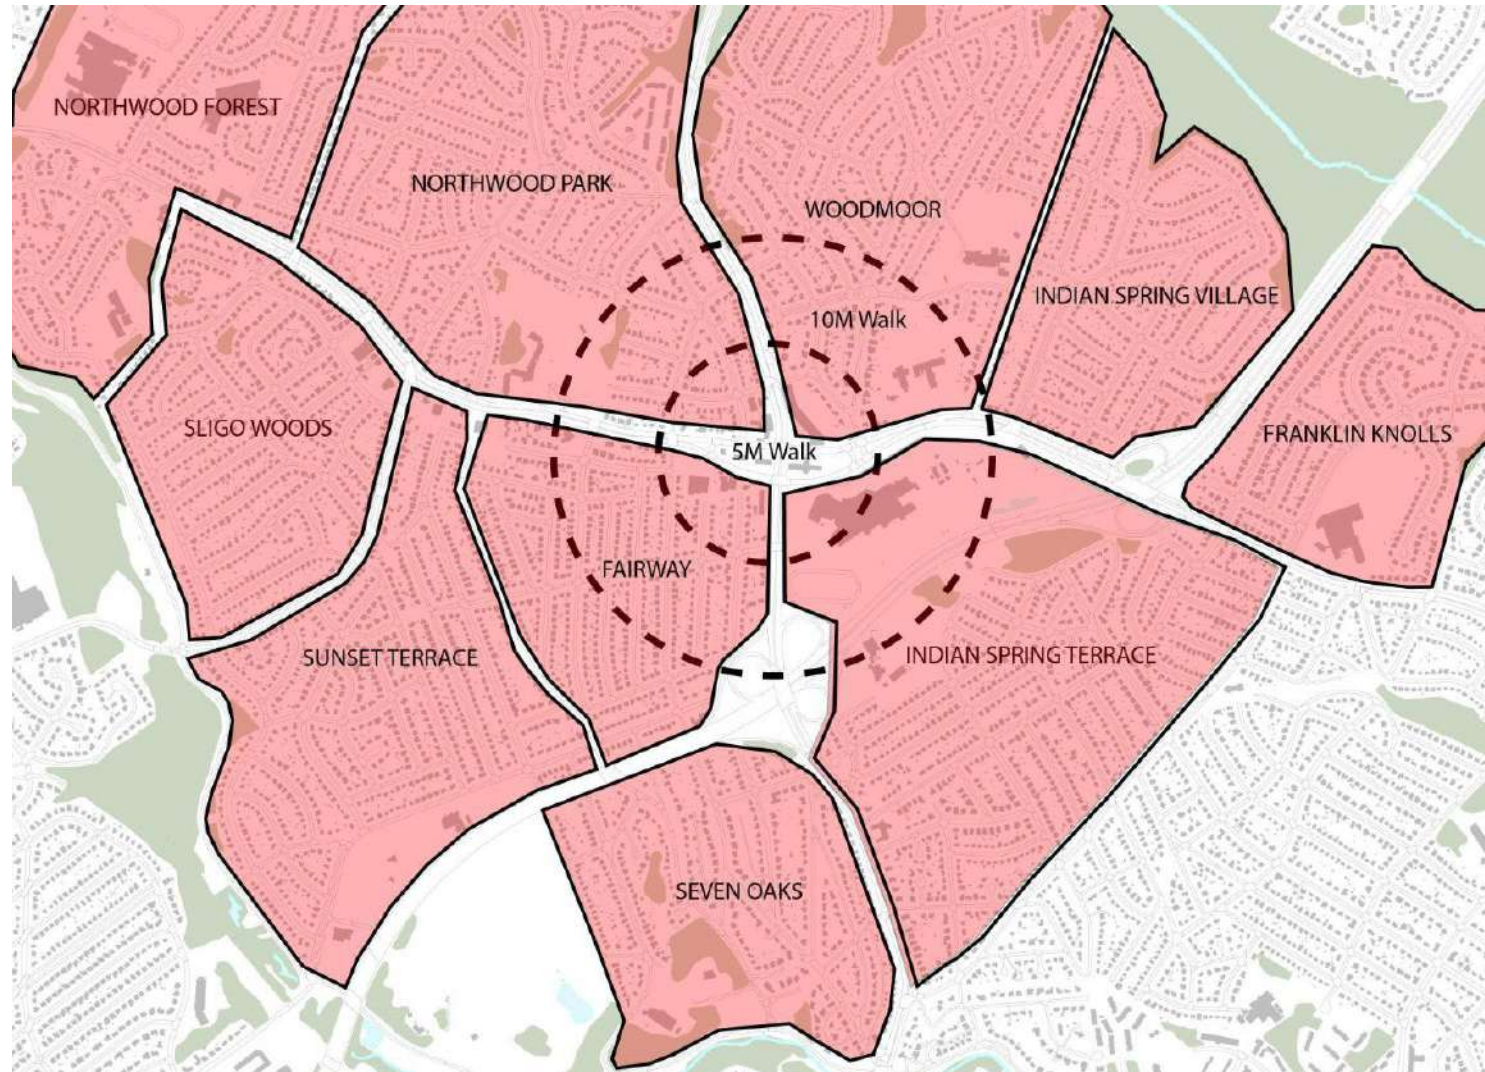 NORTHWOOD FOREST
NORTHWOOD PARK
WOODMOOR
INDIAN SPRING VILLAGE
10M Walk
SLIGO WOODS
FRANKLIN KNOLLS
5M Walk
FAIRWAY
SUNSET TERRACE
INDIAN SPRING TERRACE
SEVEN OAKS